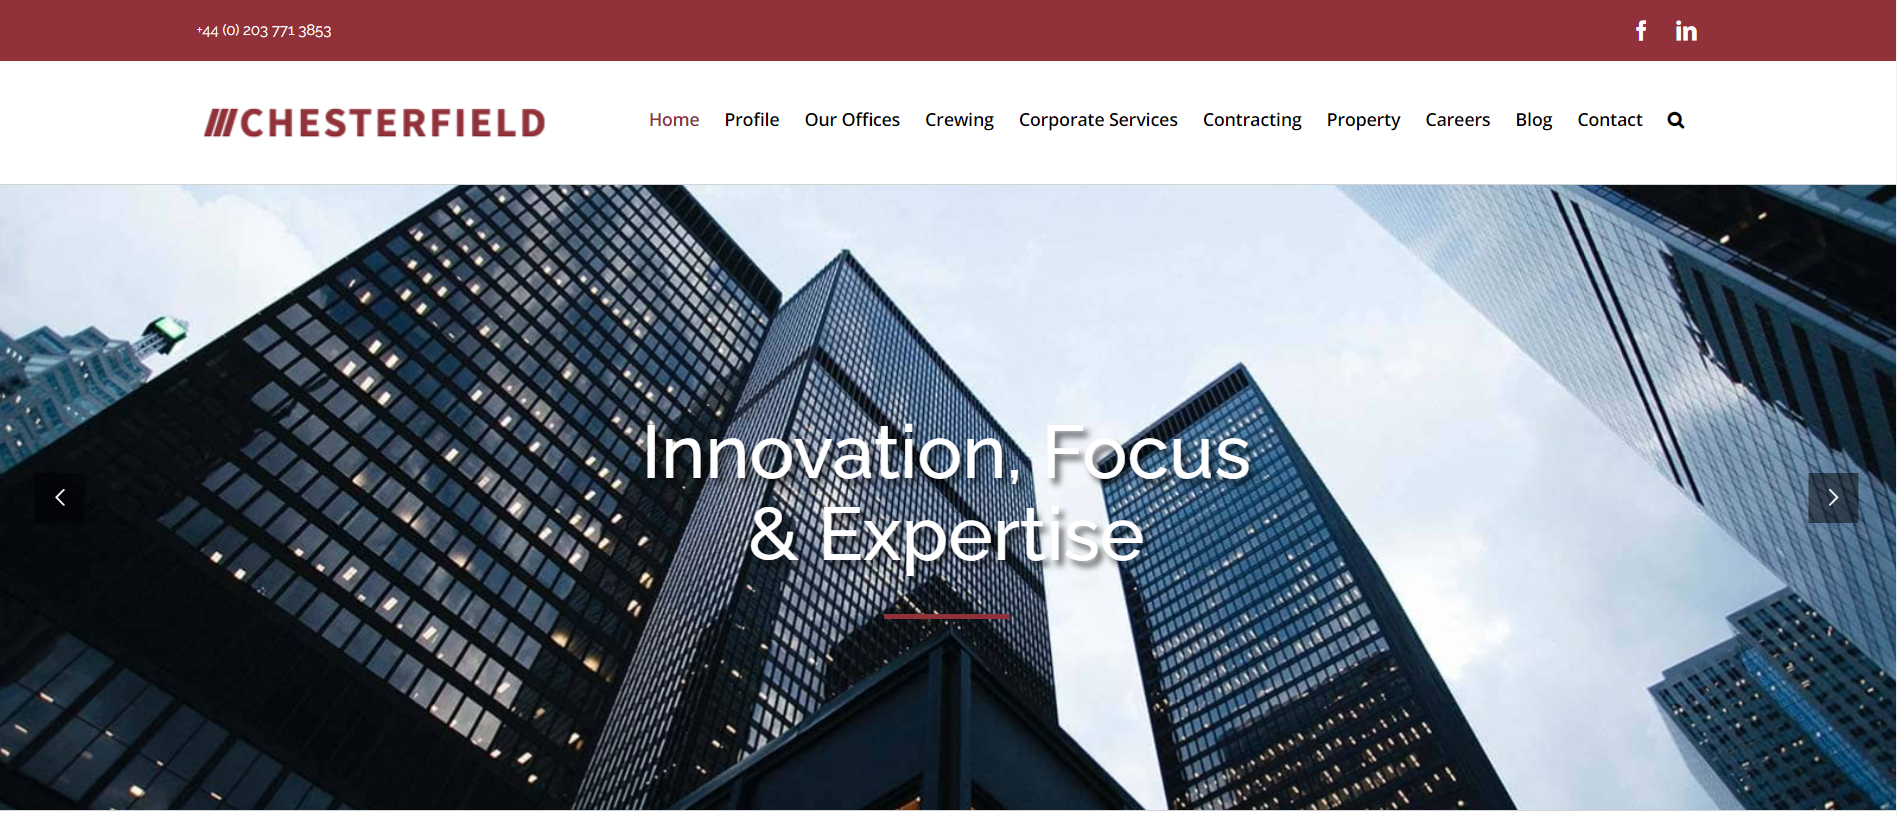 +44 (0) 203 771 3853
CHESTERFIELD
Home Profile Our Offices Crewing Corporate Services Contracting Property Careers Blog Contact
Innovation, Focus
& Expertise